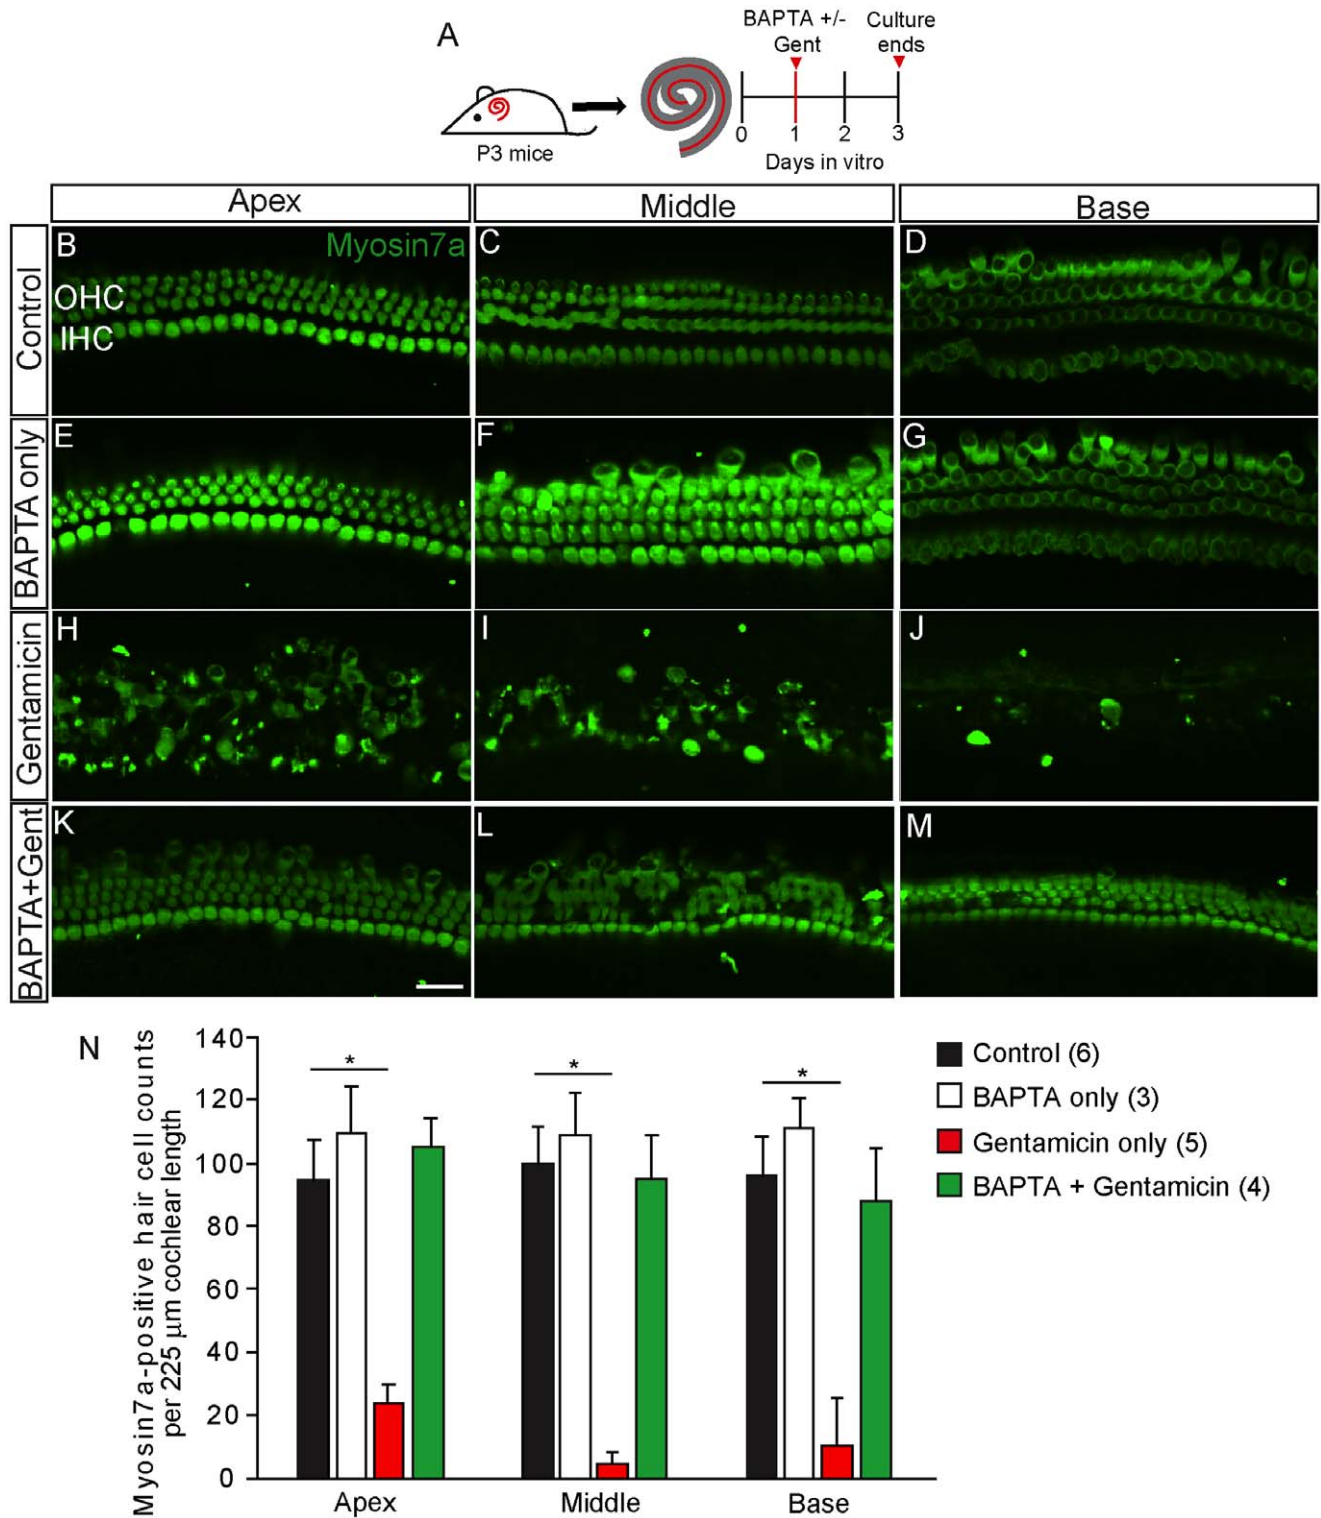 A
BAPTA +/-
Gent
Culture
ends
P3 mice
0 1 2 3
Days in vitro
Apex Middle Base
Control
B Myosin7a
OHC
IHC
C
D
BAPTA only
E
F
G
Gentamicin
H
I
J
BAPTA+Gent
K
L
M
N
Myosin7a-positive hair cell counts
per 225 µm cochlear length
140
120
100
80
60
40
20
0
* * *
Apex Middle Base
Control (6)
BAPTA only (3)
Gentamicin only (5)
BAPTA + Gentamicin (4)